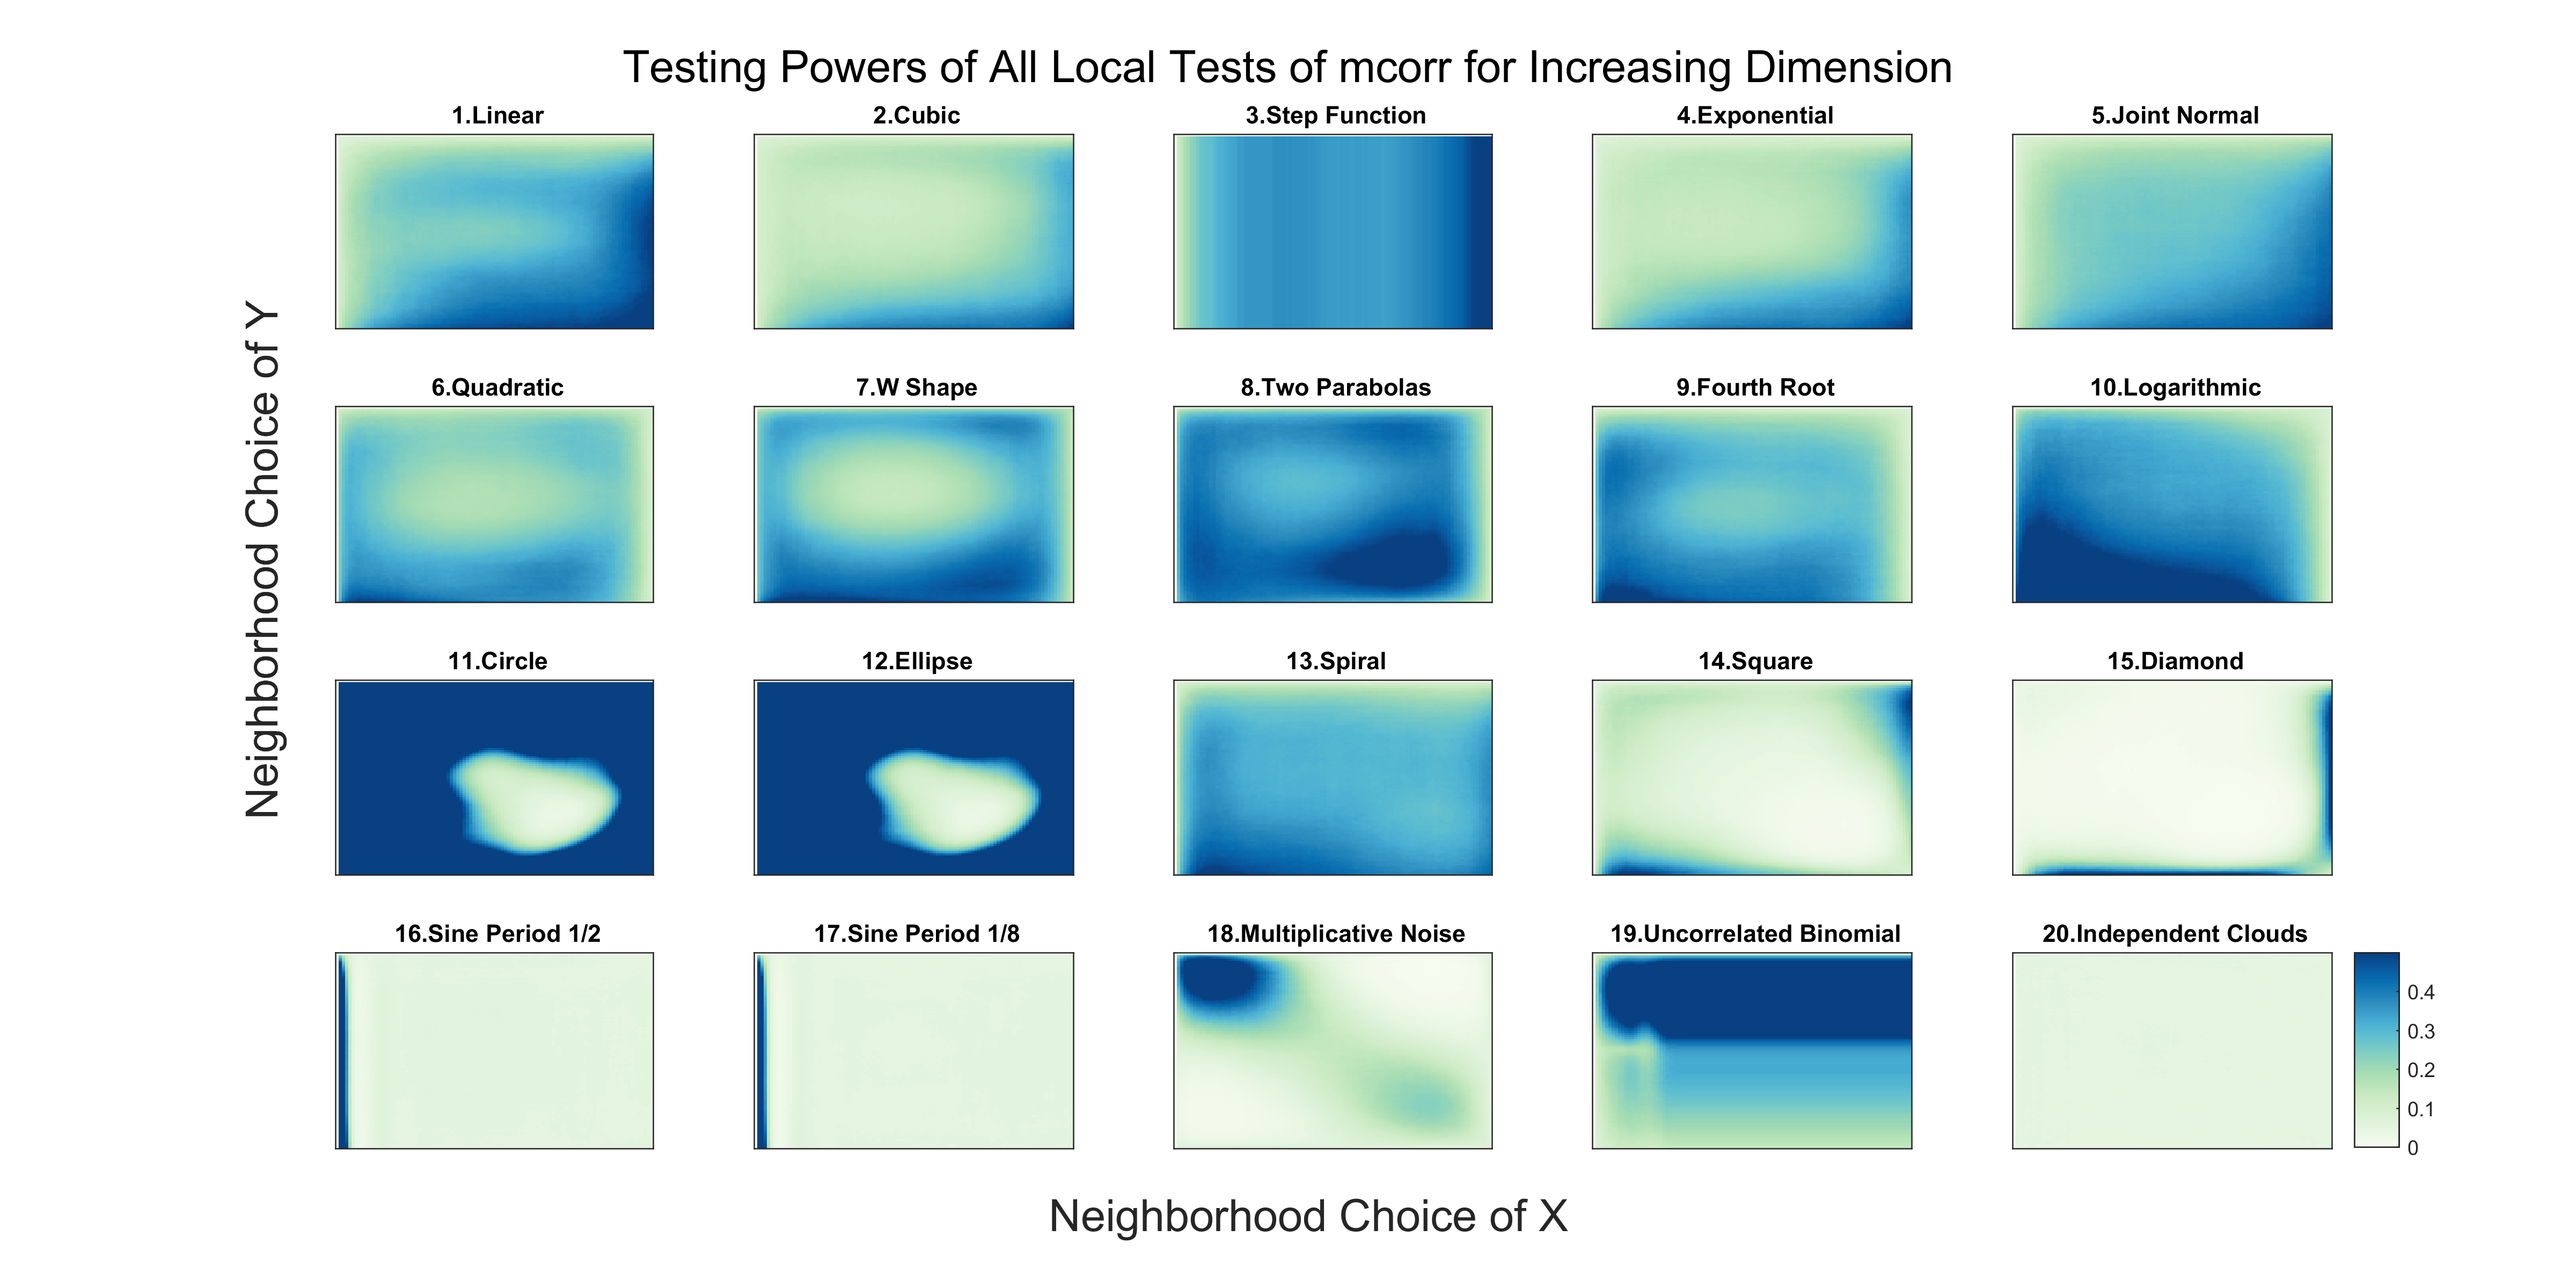 Testing Powers of All Local Tests of mcorr for Increasing Dimension
1.Linear
2.Cubic
3.Step Function
4.Exponential
5.Joint Normal
6.Quadratic
7.W Shape
8.Two Parabolas
9.Fourth Root
10.Logarithmic
Neighborhood Choice of Y
11.Circle
12.Ellipse
13.Spiral
14.Square
15.Diamond
16.Sine Period 1/2
17.Sine Period 1/8
18.Multiplicative Noise
19.Uncorrelated Binomial
20.Independent Clouds
0.4
0.3
0.2
0.1
0
Neighborhood Choice of X